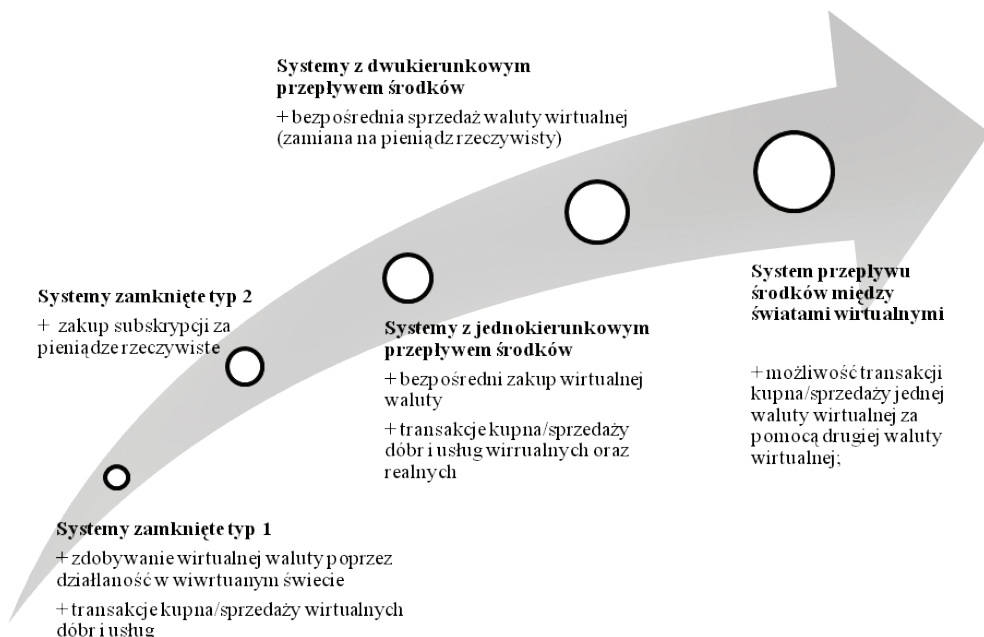 Systemy z dwukierunkowym
przepływem środków
+ bezpośrednia sprzedaż waluty wirtualnej
(zamiana na pieniądz rzeczywisty)
Systemy zamknięte typ 2
+ zakup subskrypcji za
pieniądze rzeczywiste
System przepływu
środków między
światami wirtualnymi
+ możliwość transakcji
kupna/sprzedaży jednej
waluty wirtualnej za
pomocą drugiej waluty
wirtualnej;
Systemy z jednokierunkowym
przepływem środków
+ bezpośredni zakup wirtualnej
waluty
+ transakcje kupna/sprzedaży
dóbr i usług wirrualnych oraz
realnych
Systemy zamknięte typ 1
+ zdobywanie wirtualnej waluty poprzez
działłaność w wiwrtuanym świecie
+ transakcje kupna/sprzedaży wirtualnych
dóbr i usług